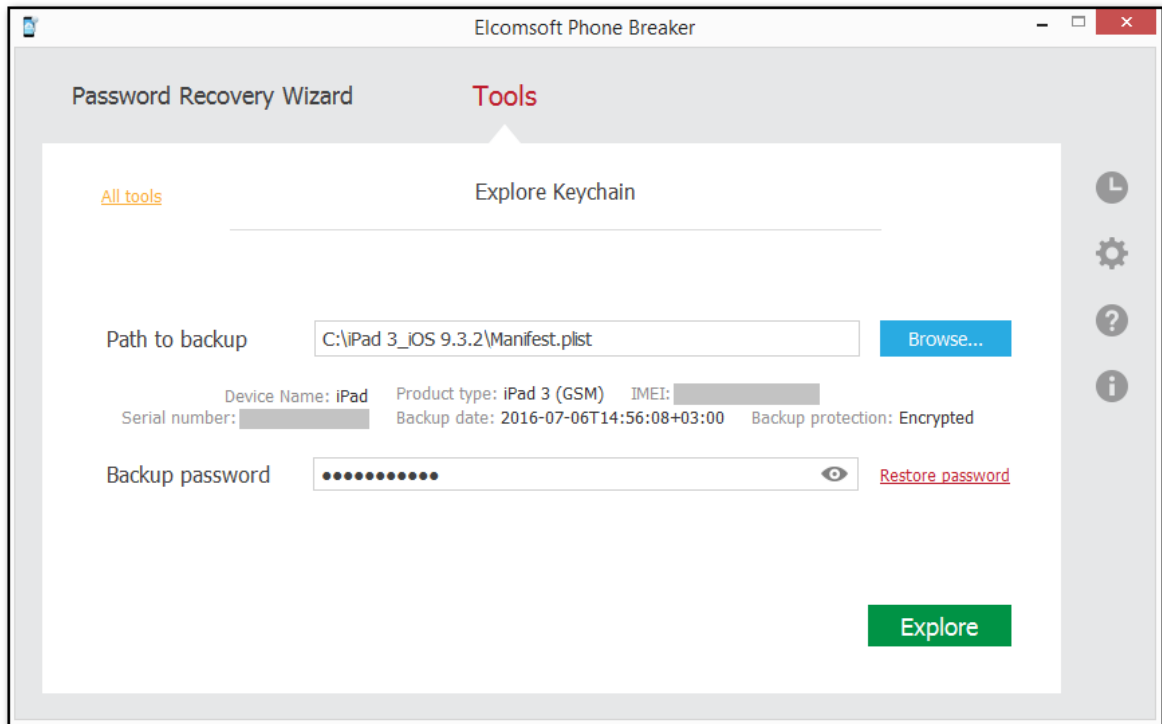 Elcomsoft Phone Breaker
Password Recovery Wizard Tools
All tools Explore Keychain
Path to backup C:\iPad 3_iOS 9.3.2\Manifest.plist Browse...
Device Name: iPad Product type: iPad 3 (GSM) IMEI:
Serial number: Backup date: 2016-07-06T14:56:08+03:00 Backup protection: Encrypted
Backup password ●●●●●●●●●●● Restore password
Explore